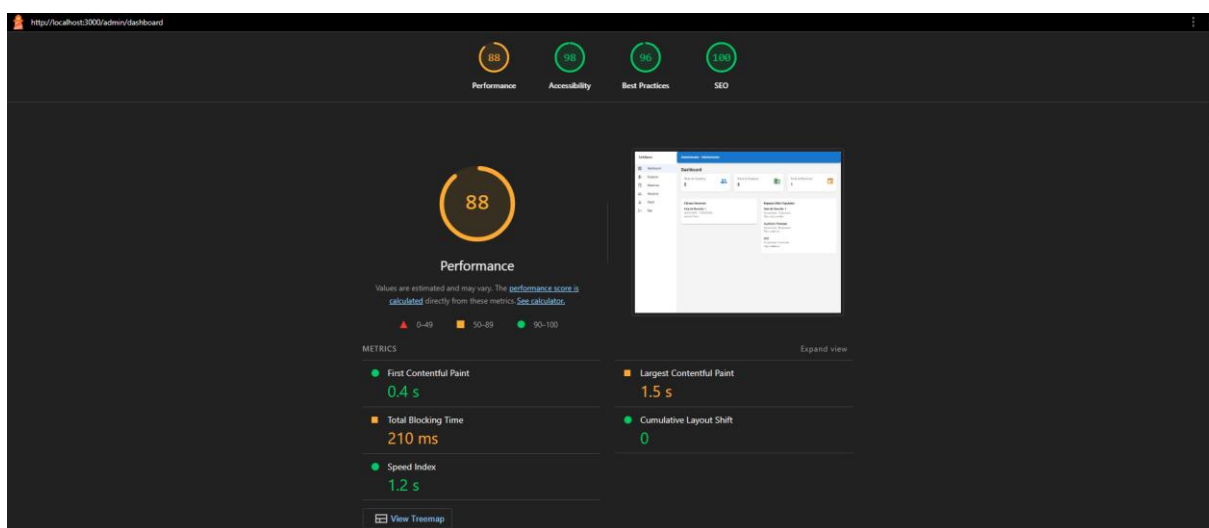 http://localhost:3000/admin/dashboard
88
98
96
100
Performance
Accessibility
Best Practices
SEO
88
Performance
Values are estimated and may vary. The performance score is
calculated directly from these metrics. See calculator.
0–49
50–89
90–100
METRICS
Expand view
First Contentful Paint
0.4 s
Largest Contentful Paint
1.5 s
Total Blocking Time
210 ms
Cumulative Layout Shift
0
Speed Index
1.2 s
View Treemap
Dashboard